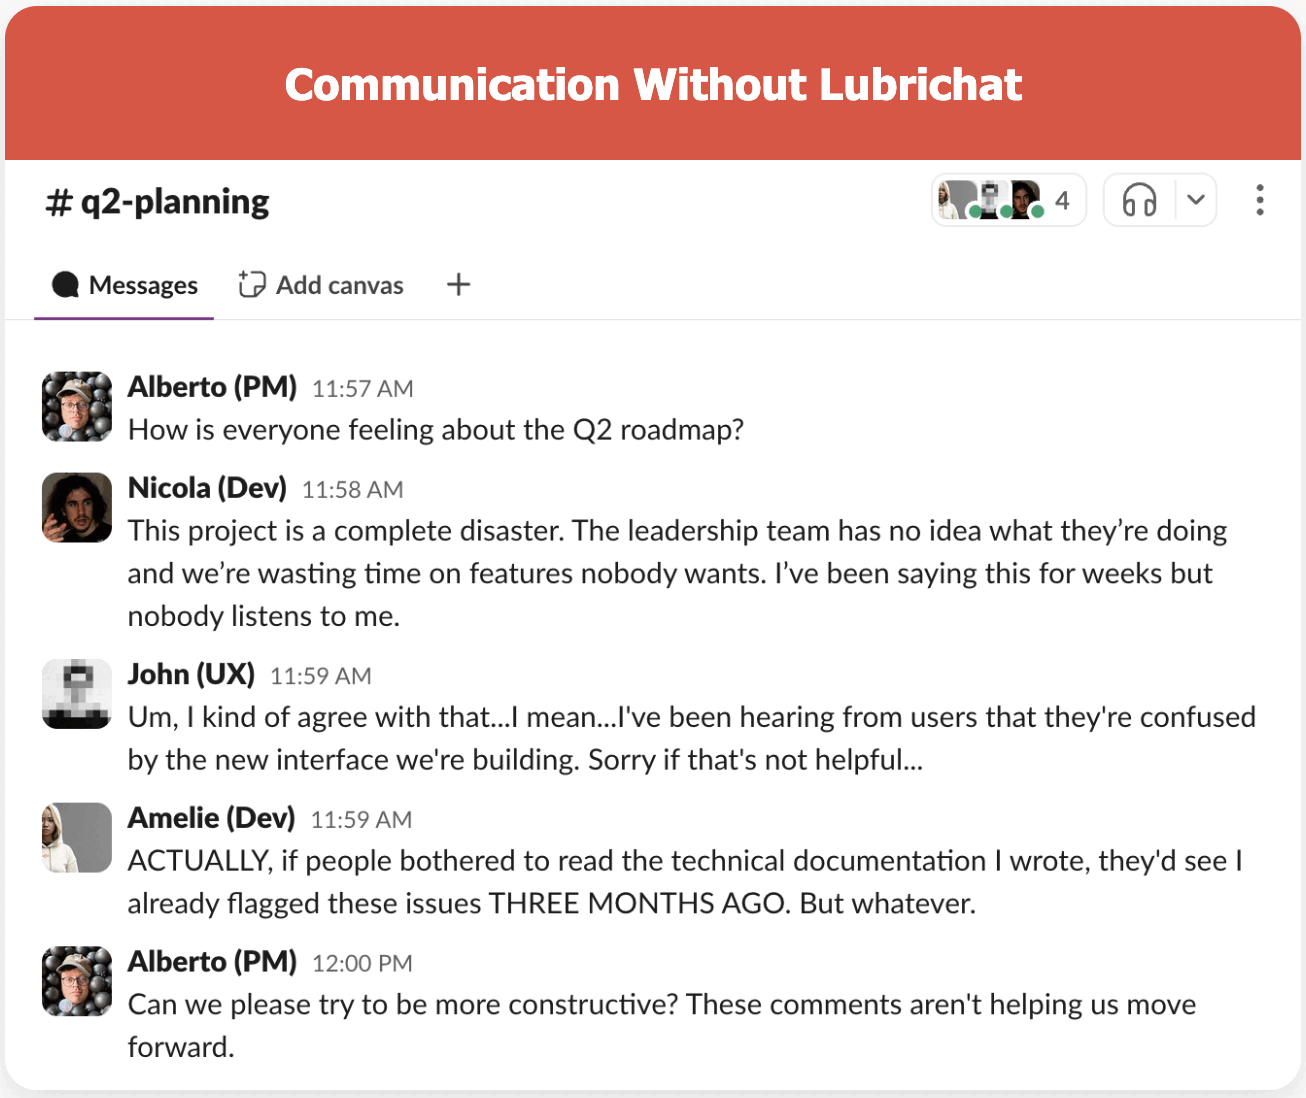 Communication Without Lubrichat
# q2-planning
4
Messages
Add canvas
Alberto (PM) 11:57 AM
How is everyone feeling about the Q2 roadmap?
Nicola (Dev) 11:58 AM
This project is a complete disaster. The leadership team has no idea what they’re doing
and we’re wasting time on features nobody wants. I’ve been saying this for weeks but
nobody listens to me.
John (UX) 11:59 AM
Um, I kind of agree with that...I mean...I've been hearing from users that they're confused
by the new interface we're building. Sorry if that's not helpful...
Amelie (Dev) 11:59 AM
ACTUALLY, if people bothered to read the technical documentation I wrote, they'd see I
already flagged these issues THREE MONTHS AGO. But whatever.
Alberto (PM) 12:00 PM
Can we please try to be more constructive? These comments aren't helping us move
forward.